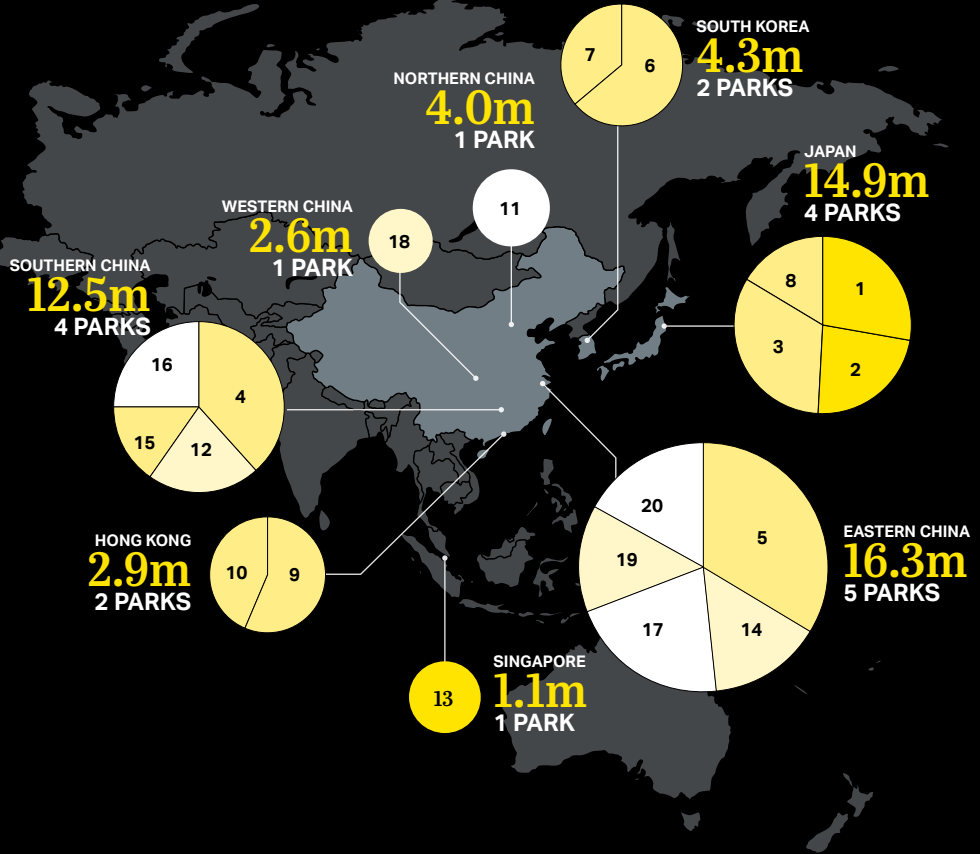 SOUTH KOREA
4.3m
2 PARKS
7
6
NORTHERN CHINA
4.0m
1 PARK
11
JAPAN
14.9m
4 PARKS
8
1
3
2
WESTERN CHINA
2.6m
1 PARK
18
SOUTHERN CHINA
12.5m
4 PARKS
16
4
15
12
HONG KONG
2.9m
2 PARKS
10
9
EASTERN CHINA
16.3m
5 PARKS
20
5
19
17
14
SINGAPORE
1.1m
1 PARK
13